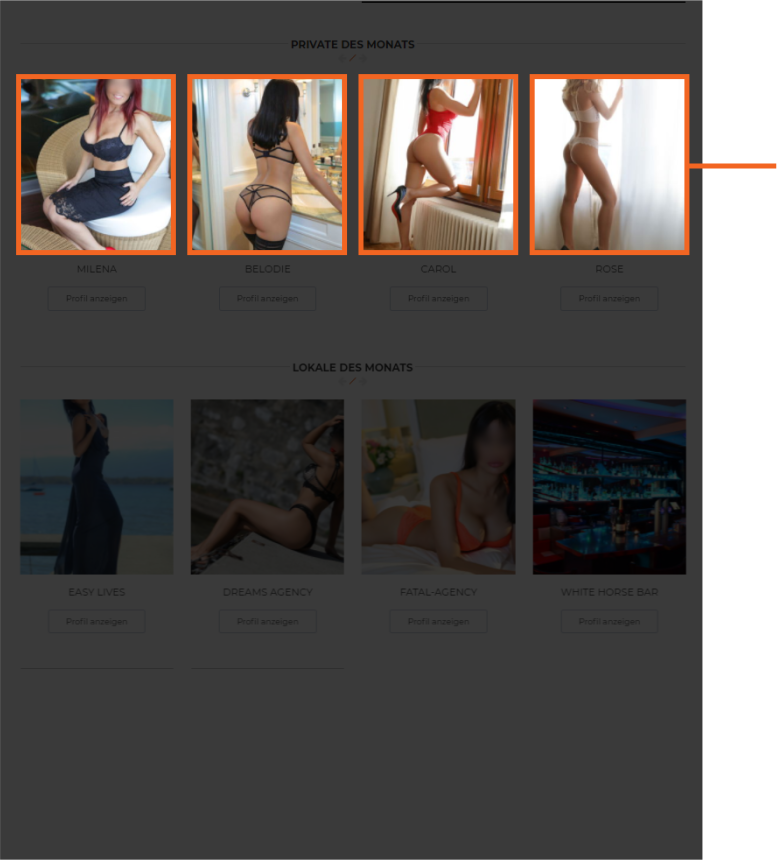 PRIVATE DES MONATS
MILENA
BELODIE
CAROL
ROSE
Profil anzeigen
Profil anzeigen
Profil anzeigen
Profil anzeigen
LOKALE DES MONATS
EASY LIVES
DREAMS AGENCY
FATAL-AGENCY
WHITE HORSE BAR
Profil anzeigen
Profil anzeigen
Profil anzeigen
Profil anzeigen